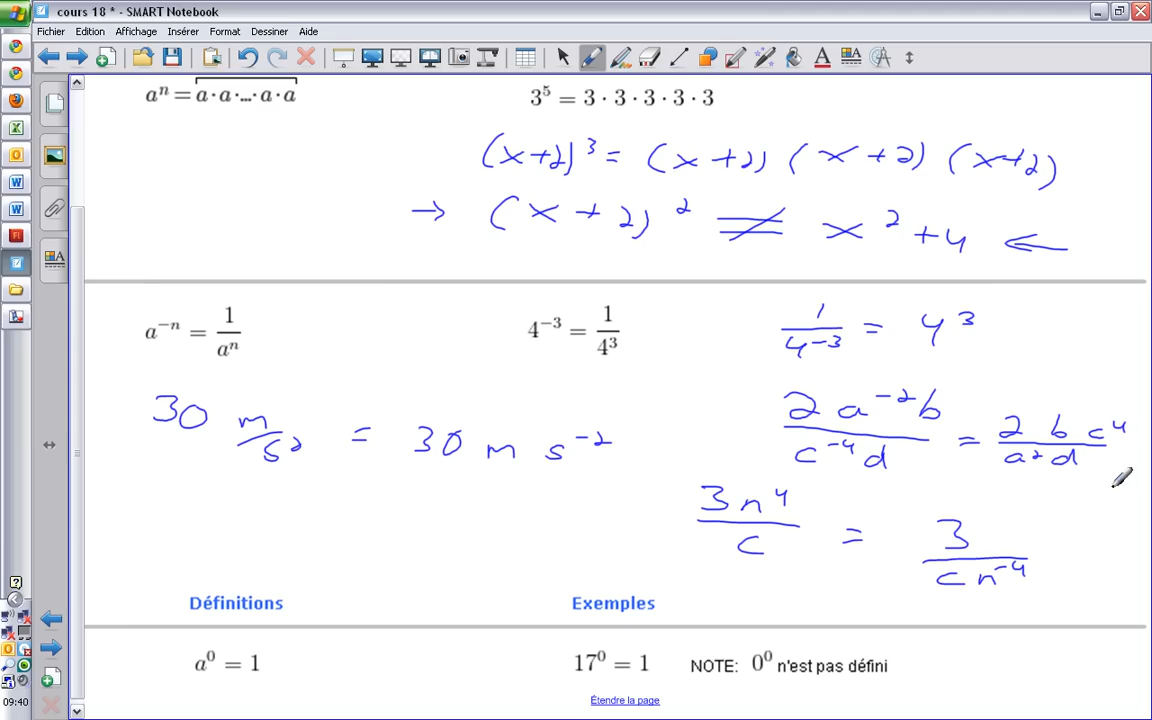 cours 18 * - SMART Notebook
Fichier Edition Affichage Insérer Format Dessiner Aide
aⁿ = a·a·...·a·a 3⁵ = 3 · 3 · 3 · 3 · 3
(x+2)³ = (x+2) (x+2) (x+2)
→ (x + 2)² ≠ x² + 4 ⇐
a⁻ⁿ = 1/aⁿ 4⁻³ = 1/4³ 1/4⁻³ = 4³
30 m/s² = 30 m s⁻² 2a⁻²b/c⁻⁴d = 2bc⁴/a²d
3n⁴/c = 3/cn⁻⁴
Définitions Exemples
a⁰ = 1 17⁰ = 1 NOTE: 0⁰ n'est pas défini
Étendre la page
09:40